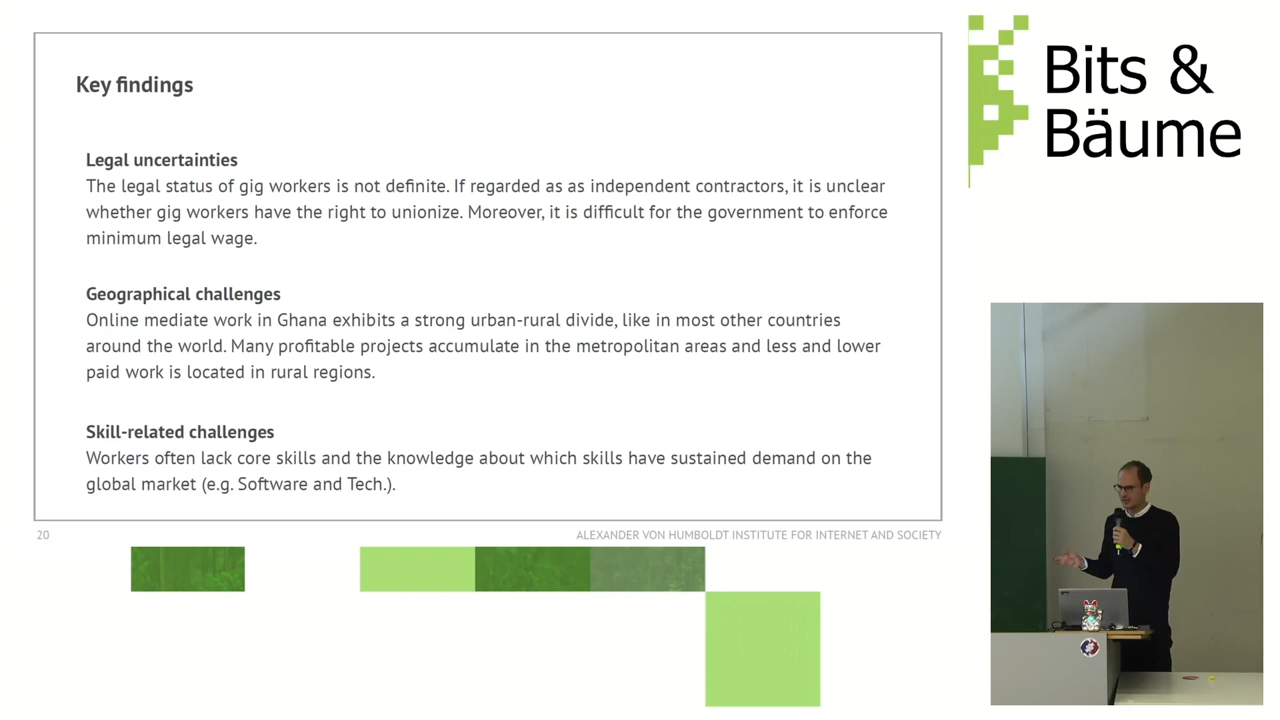 Key findings
Legal uncertainties
The legal status of gig workers is not definite. If regarded as as independent contractors, it is unclear
whether gig workers have the right to unionize. Moreover, it is difficult for the government to enforce
minimum legal wage.
Geographical challenges
Online mediate work in Ghana exhibits a strong urban-rural divide, like in most other countries
around the world. Many profitable projects accumulate in the metropolitan areas and less and lower
paid work is located in rural regions.
Skill-related challenges
Workers often lack core skills and the knowledge about which skills have sustained demand on the
global market (e.g. Software and Tech.).
20
ALEXANDER VON HUMBOLDT INSTITUTE FOR INTERNET AND SOCIETY
Bits &
Bäume